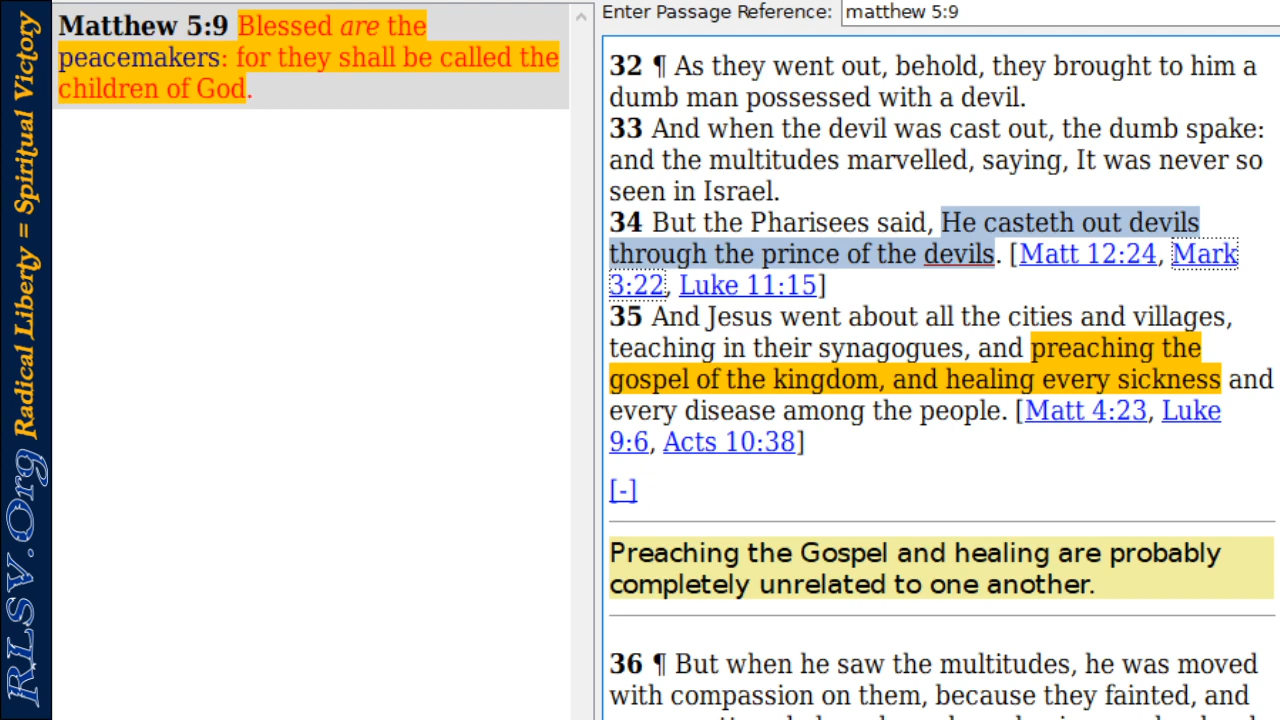 RLSV.Org Radical Liberty = Spiritual Victory
Matthew 5:9 Blessed are the
peacemakers: for they shall be called the
children of God.
Enter Passage Reference: matthew 5:9
32 ¶ As they went out, behold, they brought to him a
dumb man possessed with a devil.
33 And when the devil was cast out, the dumb spake:
and the multitudes marvelled, saying, It was never so
seen in Israel.
34 But the Pharisees said, He casteth out devils
through the prince of the devils. [Matt 12:24, Mark
3:22, Luke 11:15]
35 And Jesus went about all the cities and villages,
teaching in their synagogues, and preaching the
gospel of the kingdom, and healing every sickness and
every disease among the people. [Matt 4:23, Luke
9:6, Acts 10:38]
[-]
Preaching the Gospel and healing are probably
completely unrelated to one another.
36 ¶ But when he saw the multitudes, he was moved
with compassion on them, because they fainted, and